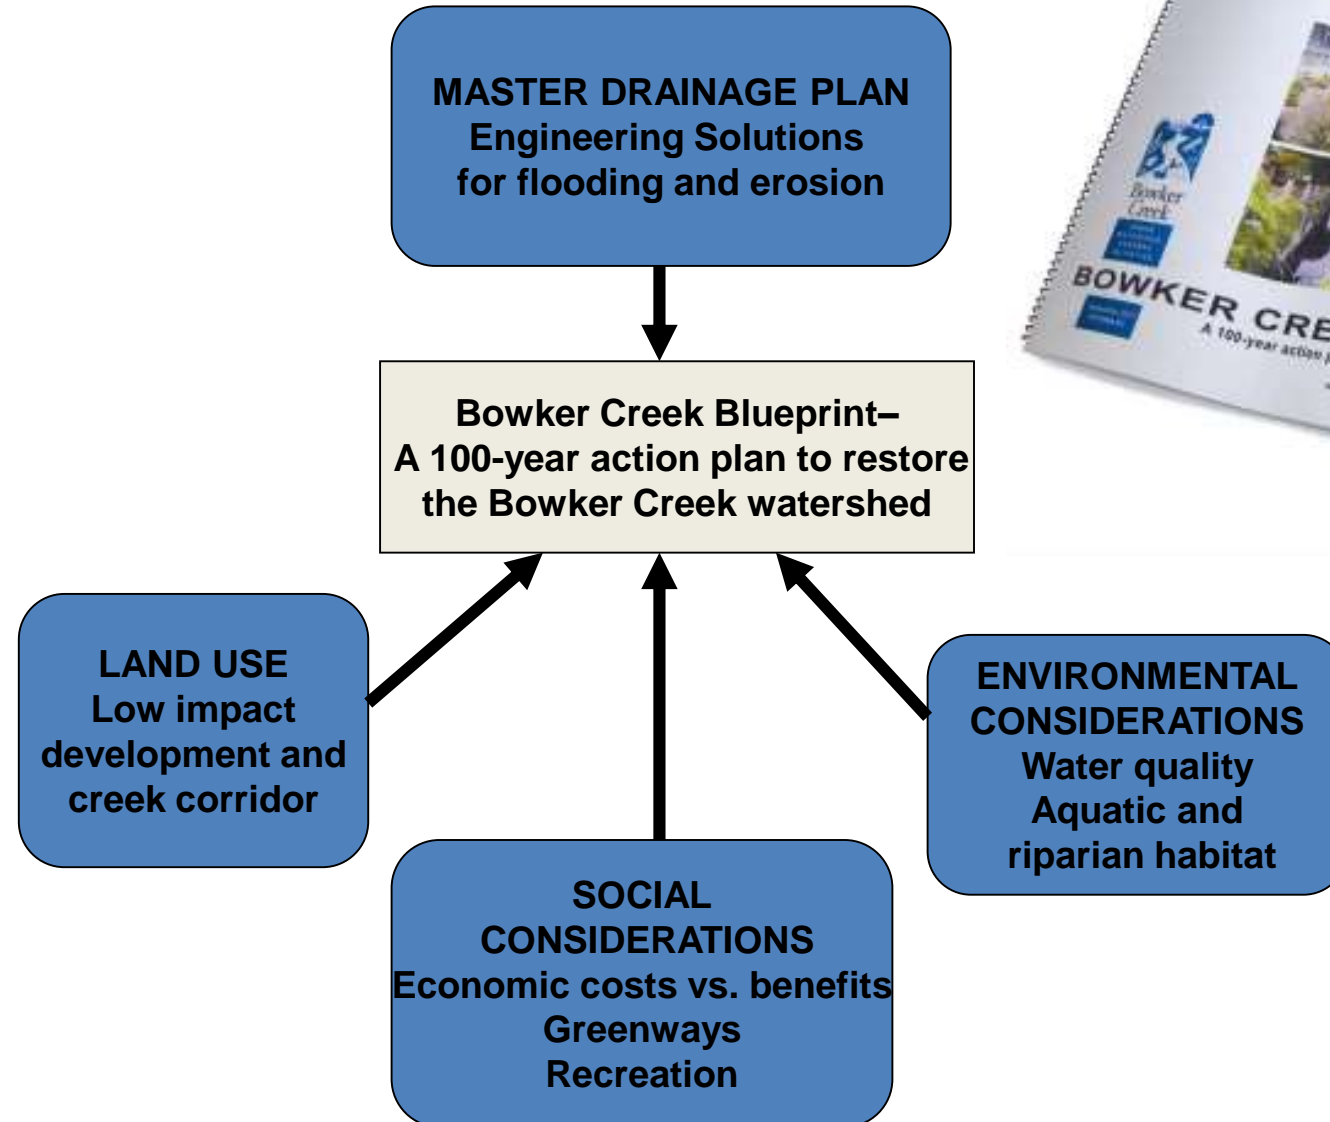 MASTER DRAINAGE PLAN
Engineering Solutions
for flooding and erosion
Bowker
Creek
BOWKER CRE
A 100-year action p
Bowker Creek Blueprint–
A 100-year action plan to restore
the Bowker Creek watershed
LAND USE
Low impact
development and
creek corridor
SOCIAL
CONSIDERATIONS
Economic costs vs. benefits
Greenways
Recreation
ENVIRONMENTAL
CONSIDERATIONS
Water quality
Aquatic and
riparian habitat